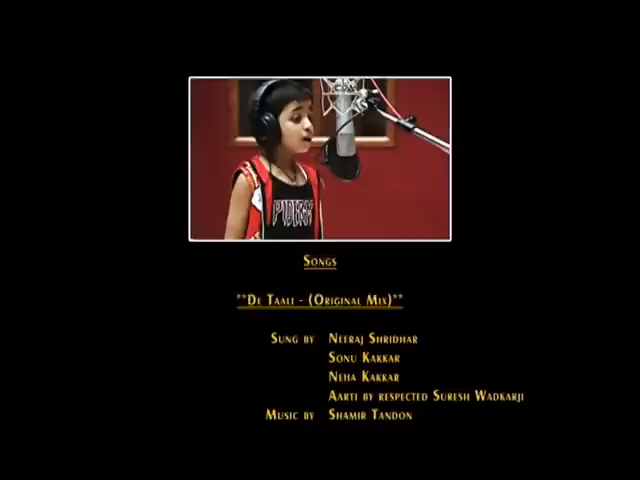 PIDERM
SONGS
**DE TAALI - (ORIGINAL MIX)**
SUNG BY NEERAJ SHRIDHAR
SONU KAKKAR
NEHA KAKKAR
AARTI BY RESPECTED SURESH WADKARJI
MUSIC BY SHAMIR TANDON